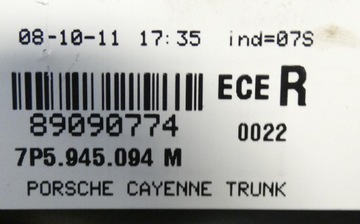 08-10-11 17:35 ind=07S
ECE R
89090774 0022
7P5.945.094 M
PORSCHE CAYENNE TRUNK